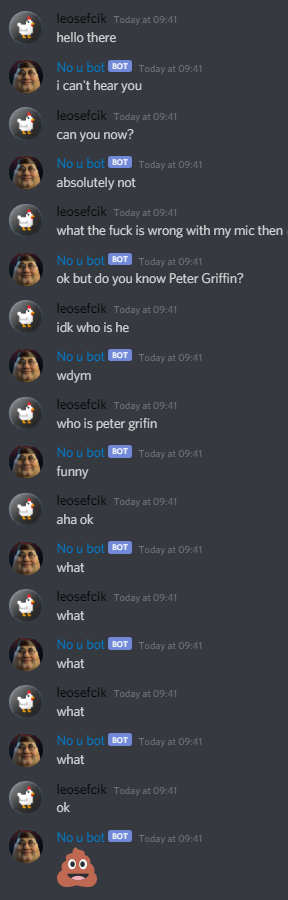 leosefcik Today at 09:41
hello there
No u bot BOT Today at 09:41
i can't hear you
leosefcik Today at 09:41
can you now?
No u bot BOT Today at 09:41
absolutely not
leosefcik Today at 09:41
what the fuck is wrong with my mic then
No u bot BOT Today at 09:41
ok but do you know Peter Griffin?
leosefcik Today at 09:41
idk who is he
No u bot BOT Today at 09:41
wdym
leosefcik Today at 09:41
who is peter grifin
No u bot BOT Today at 09:41
funny
leosefcik Today at 09:41
aha ok
No u bot BOT Today at 09:41
what
leosefcik Today at 09:41
what
No u bot BOT Today at 09:41
what
leosefcik Today at 09:41
what
No u bot BOT Today at 09:41
what
leosefcik Today at 09:41
ok
No u bot BOT Today at 09:41